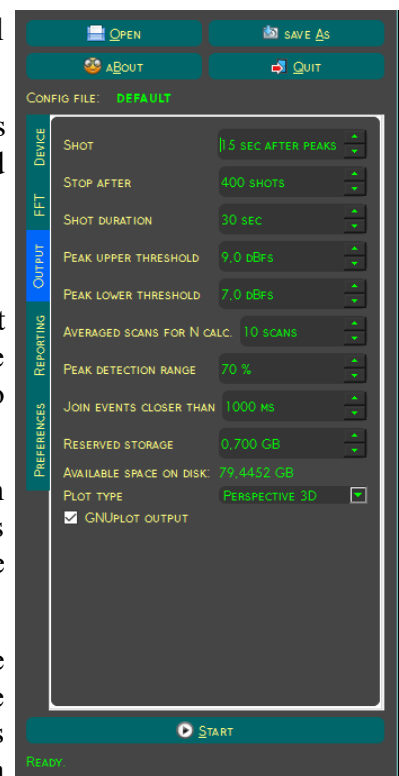 OPEN
SAVE AS
ABOUT
QUIT
CONFIG FILE: DEFAULT
DEVICE
FFT
OUTPUT
REPORTING
PREFERENCES
SHOT 15 SEC AFTER PEAKS
STOP AFTER 400 SHOTS
SHOT DURATION 30 SEC
PEAK UPPER THRESHOLD 9,0 DBFS
PEAK LOWER THRESHOLD 7,0 DBFS
AVERAGED SCANS FOR N CALC. 10 SCANS
PEAK DETECTION RANGE 70 %
JOIN EVENTS CLOSER THAN 1000 MS
RESERVED STORAGE 0,700 GB
AVAILABLE SPACE ON DISK: 79,4452 GB
PLOT TYPE PERSPECTIVE 3D
GNUPLOT OUTPUT
START
READY.